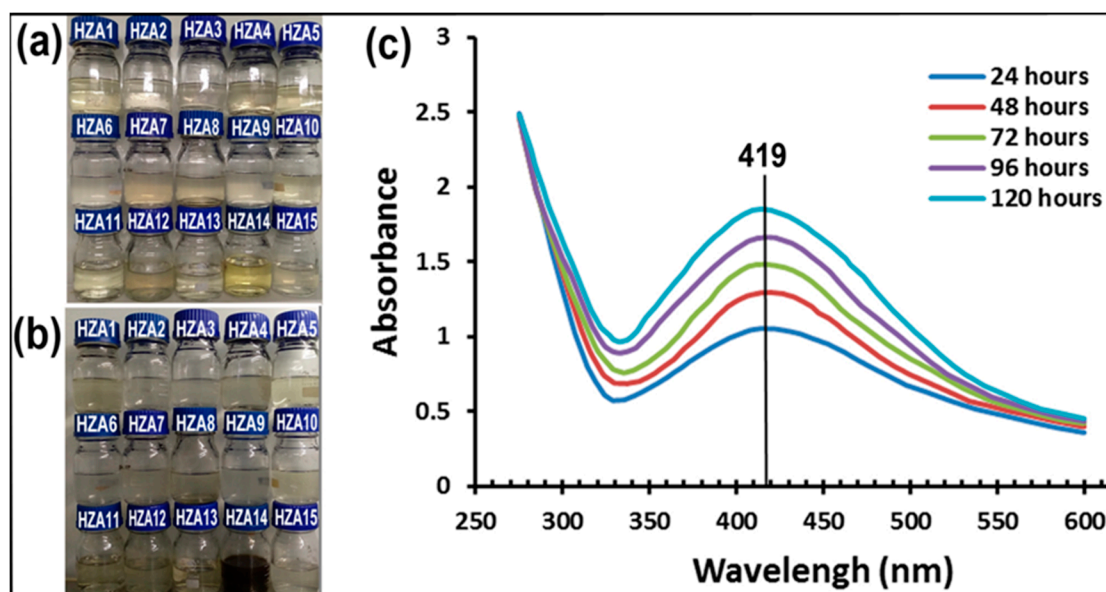 (a)
HZA1 HZA2 HZA3 HZA4 HZA5
HZA6 HZA7 HZA8 HZA9 HZA10
HZA11 HZA12 HZA13 HZA14 HZA15
(b)
HZA1 HZA2 HZA3 HZA4 HZA5
HZA6 HZA7 HZA8 HZA9 HZA10
HZA11 HZA12 HZA13 HZA14 HZA15
(c)
3
2.5
2
1.5
1
0.5
0
Absorbance
419
24 hours
48 hours
72 hours
96 hours
120 hours
250 300 350 400 450 500 550 600
Wavelengh (nm)